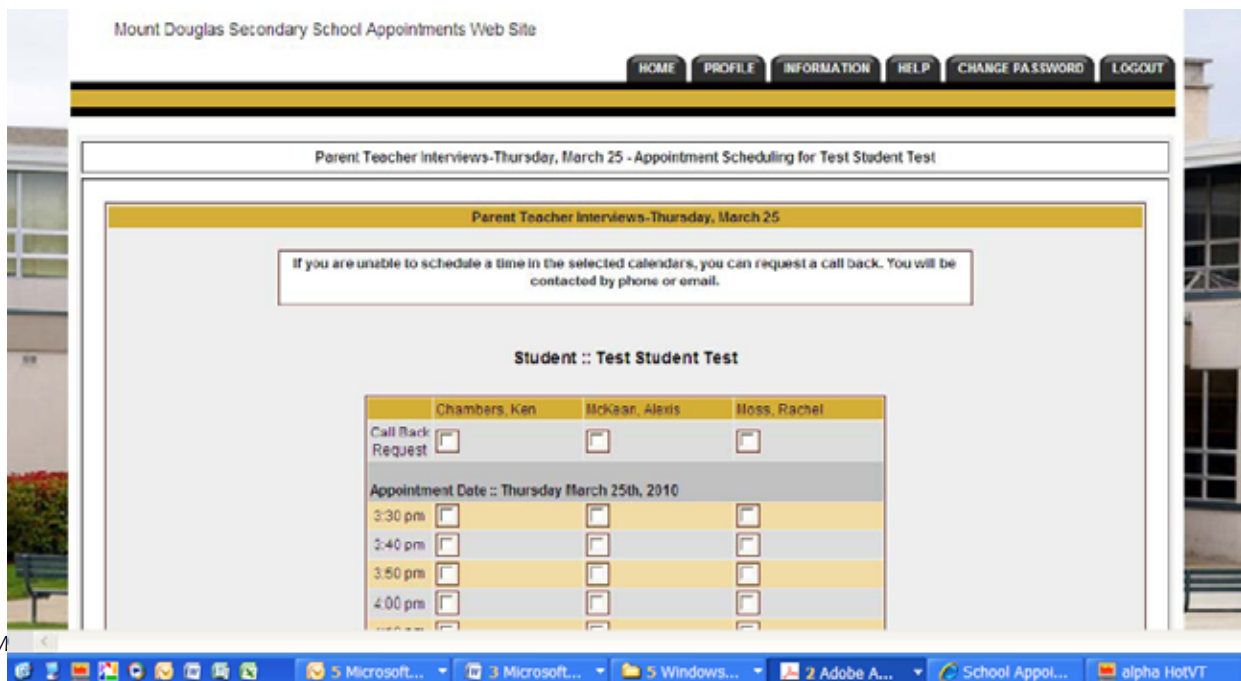 Mount Douglas Secondary School Appointments Web Site
HOME PROFILE INFORMATION HELP CHANGE PASSWORD LOGOUT
Parent Teacher Interviews-Thursday, March 25 - Appointment Scheduling for Test Student Test
Parent Teacher Interviews-Thursday, March 25
If you are unable to schedule a time in the selected calendars, you can request a call back. You will be
contacted by phone or email.
Student :: Test Student Test
Chambers, Ken McKean, Alexis Moss, Rachel
Call Back
Request
Appointment Date :: Thursday March 25th, 2010
3:30 pm
3:40 pm
3:50 pm
4:00 pm
5 Microsoft... 3 Microsoft... 5 Windows... 2 Adobe A... School Appoi... alpha HotVT